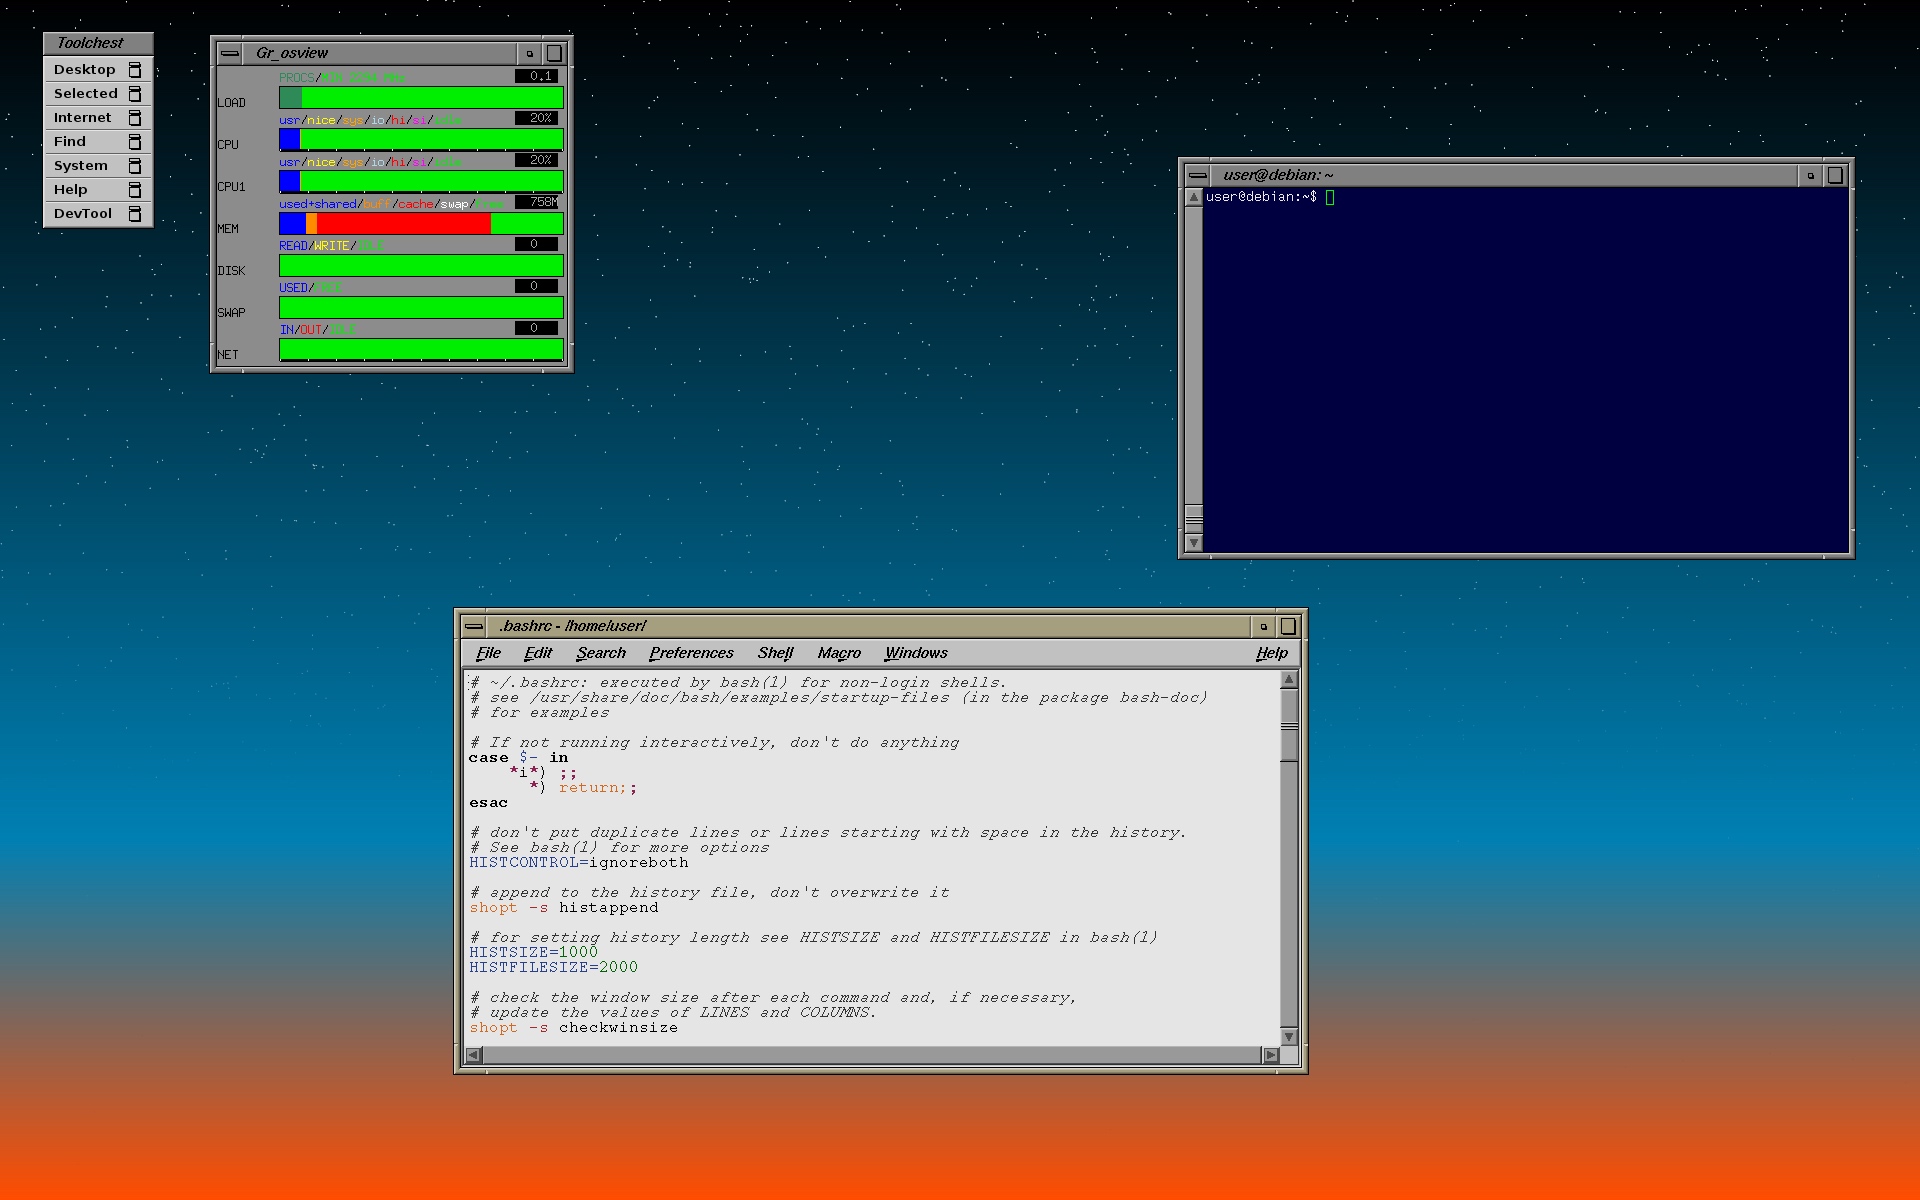 Toolchest
Desktop
Selected
Internet
Find
System
Help
DevTool
Gr_osview
PROCS/MIN
0.1
LOAD
usr/nice/sys/io/hi/si/idle
20%
CPU
usr/nice/sys/io/hi/si/idle
20%
CPU1
used+shared/buff/cache/swap/free
758M
MEM
READ/WRITE/IDLE
0
DISK
USED/FREE
0
SWAP
IN/OUT/IDLE
0
NET
user@debian: ~
user@debian:~$
.bashrc - /home/user/
File Edit Search Preferences Shell Macro Windows Help
# ~/.bashrc: executed by bash(1) for non-login shells.
# see /usr/share/doc/bash/examples/startup-files (in the package bash-doc)
# for examples
# If not running interactively, don't do anything
case $- in
*i*) ;;
*) return;;
esac
# don't put duplicate lines or lines starting with space in the history.
# See bash(1) for more options
HISTCONTROL=ignoreboth
# append to the history file, don't overwrite it
shopt -s histappend
# for setting history length see HISTSIZE and HISTFILESIZE in bash(1)
HISTSIZE=1000
HISTFILESIZE=2000
# check the window size after each command and, if necessary,
# update the values of LINES and COLUMNS.
shopt -s checkwinsize